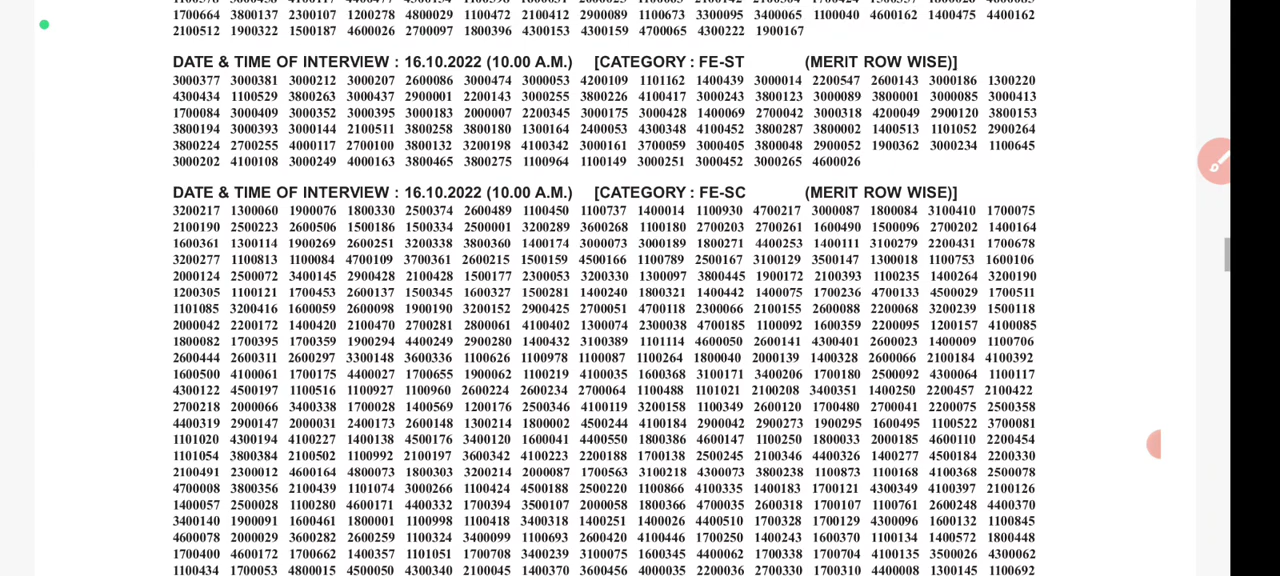 1700664 3800137 2300107 1200278 4800029 1100472 2100412 2900089 1100673 3300095 3400065 1100040 4600162 1400475 4400162
2100512 1900322 1500187 4600026 2700097 1800396 4300153 4300159 4700065 4300222 1900167
DATE & TIME OF INTERVIEW : 16.10.2022 (10.00 A.M.) [CATEGORY : FE-ST (MERIT ROW WISE)]
3000377 3000381 3000212 3000207 2600086 3000474 3000053 4200109 1101162 1400439 3000014 2200547 2600143 3000186 1300220
4300434 1100529 3800263 3000437 2900001 2200143 3000255 3800226 4100417 3000243 3800123 3000089 3800001 3000085 3000413
1700084 3000409 3000352 3000395 3000183 2000007 2200345 3000175 3000428 1400069 2700042 3000318 4200049 2900120 3800153
3800194 3000393 3000144 2100511 3800258 3800180 1300164 2400053 4300348 4100452 3800287 3800002 1400513 1101052 2900264
3800224 2700255 4000117 2700100 3800132 3200198 4100342 3000161 3700059 3000405 3800048 2900052 1900362 3000234 1100645
3000202 4100108 3000249 4000163 3800465 3800275 1100964 1100149 3000251 3000452 3000265 4600026
DATE & TIME OF INTERVIEW : 16.10.2022 (10.00 A.M.) [CATEGORY : FE-SC (MERIT ROW WISE)]
3200217 1300060 1900076 1800330 2500374 2600489 1100450 1100737 1400014 1100930 4700217 3000087 1800084 3100410 1700075
2100190 2500223 2600506 1500186 1500334 2500001 3200289 3600268 1100180 2700203 2700261 1600490 1500096 2700202 1400164
1600361 1300114 1900269 2600251 3200338 3800360 1400174 3000073 3000189 1800271 4400253 1400111 3100279 2200431 1700678
3200277 1100813 1100084 4700109 3700361 2600215 1500159 4500166 1100789 2500167 3100129 3500147 1300018 1100753 1600106
2000124 2500072 3400145 2900428 2100428 1500177 2300053 3200330 1300097 3800445 1900172 2100393 1100235 1400264 3200190
1200305 1100121 1700453 2600137 1500345 1600327 1500281 1400240 1800321 1400442 1400075 1700236 4700133 4500029 1700511
1101085 3200416 1600059 2600098 1900190 3200152 2900425 2700051 4700118 2300066 2100155 2600088 2200068 3200239 1500118
2000042 2200172 1400420 2100470 2700281 2800061 4100402 1300074 2300038 4700185 1100092 1600359 2200095 1200157 4100085
1800082 1700395 1700359 1900294 4400249 2900280 1400432 3100389 1101114 4600050 2600141 4300401 2600023 1400009 1100706
2600444 2600311 2600297 3300148 3600336 1100626 1100978 1100087 1100264 1800040 2000139 1400328 2600066 2100184 4100392
1600500 4100061 1700175 4400027 1700655 1900062 1100219 4100035 1600368 3100171 3400206 1700180 2500092 4300064 1100117
4300122 4500197 1100516 1100927 1100960 2600224 2600234 2700064 1100488 1101021 2100208 3400351 1400250 2200457 2100422
2700218 2000066 3400338 1700028 1400569 1200176 2500346 4100119 3200158 1100349 2600120 1700480 2700041 2200075 2500358
4400319 2900147 2000031 2400173 2600148 1300214 1800002 4500244 4100184 2900042 2900273 1900295 1600495 1100522 3700081
1101020 4300194 4100227 1400138 4500176 3400120 1600041 4400550 1800386 4600147 1100250 1800033 2000185 4600110 2200454
1101054 3800384 2100502 1100992 2100197 3600342 4100223 2200188 1700138 2500245 2100346 4400326 1400277 4500184 2200330
2100491 2300012 4600164 4800073 1800303 3200214 2000087 1700563 3100218 4300073 3800238 1100873 1100168 4100368 2500078
4700008 3800356 2100439 1101074 3000266 1100424 4500188 2500220 1100866 4100335 1400183 1700121 4300349 4100397 2100126
1400057 2500028 1100280 4600171 4400332 1700394 3500107 2000058 1800366 4700035 2600318 1700107 1100761 2600248 4400370
3400140 1900091 1600461 1800001 1100998 1100418 3400318 1400251 1400026 4400510 1700328 1700129 4300096 1600132 1100845
4600078 2000029 3600282 2600259 1100324 3400099 1100693 2600420 4100446 1700250 1400243 1600370 1100134 1400572 1800448
1700400 4600172 1700662 1400357 1101051 1700708 3400239 3100075 1600345 4400062 1700338 1700704 4100135 3500026 4300062
1100434 1700053 4800015 4500050 4300340 2100045 1400370 3600456 4000035 2200036 2700330 1700310 4400008 1300145 1100692